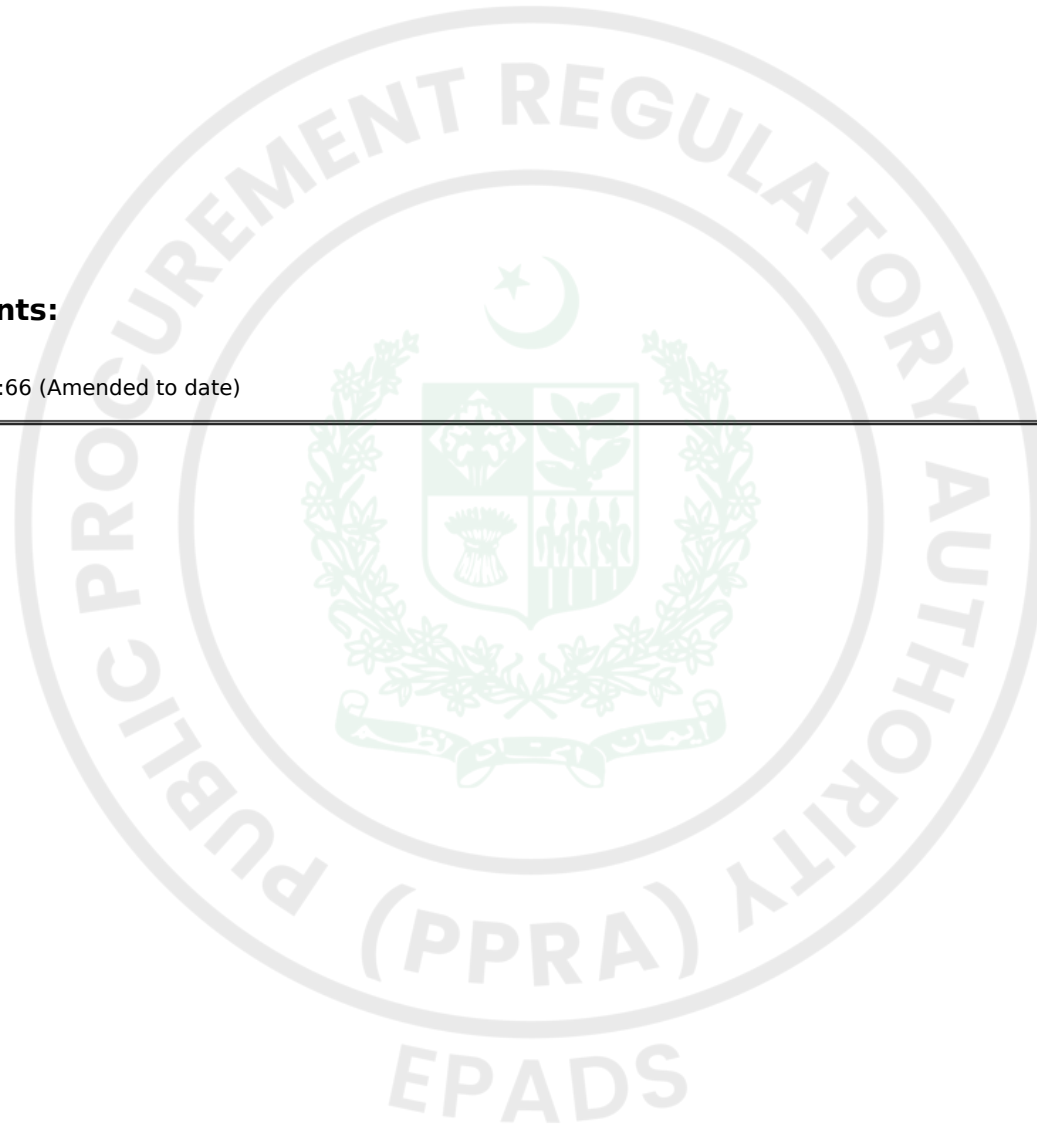 nts:
:66 (Amended to date)
PUBLIC PROCUREMENT REGULATORY AUTHORITY
(PPRA)
EPADS